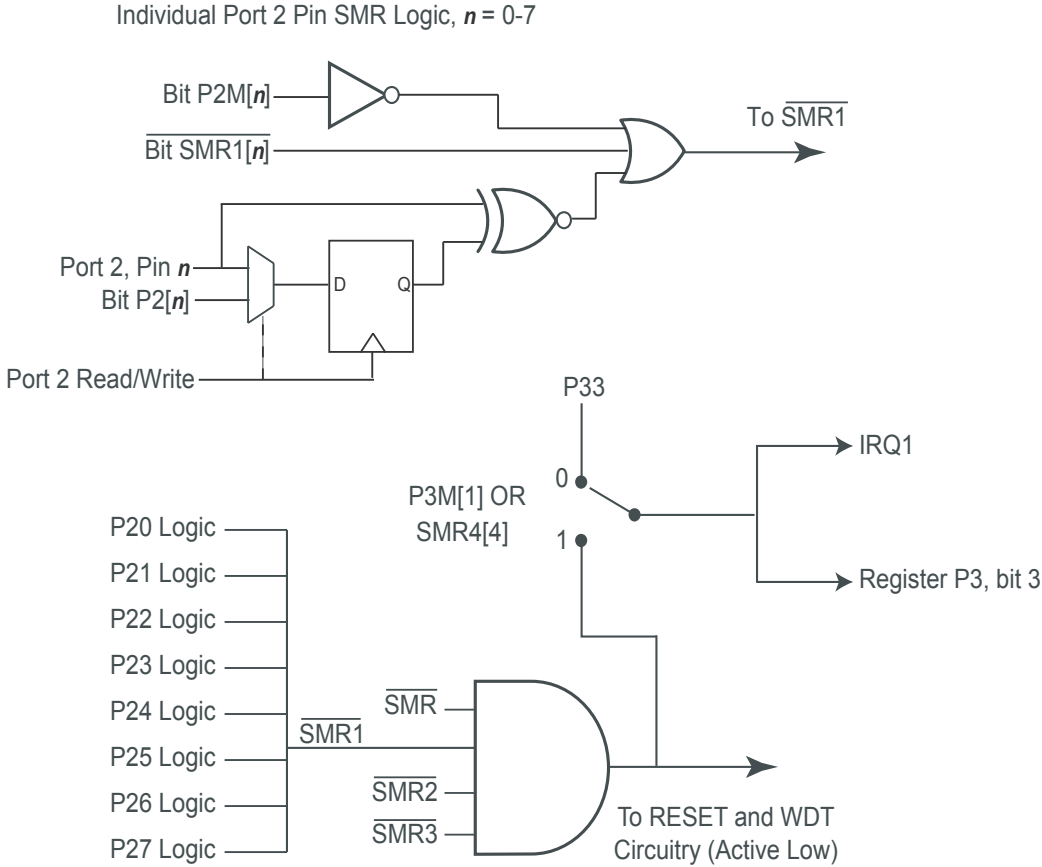 Individual Port 2 Pin SMR Logic, n = 0-7
Bit P2M[n]
Bit SMR1[n]
To SMR1
Port 2, Pin n
Bit P2[n]
D
Q
Port 2 Read/Write
P33
0
P3M[1] OR
SMR4[4]
1
IRQ1
Register P3, bit 3
P20 Logic
P21 Logic
P22 Logic
P23 Logic
P24 Logic
P25 Logic
P26 Logic
P27 Logic
SMR
SMR1
SMR2
SMR3
To RESET and WDT
Circuitry (Active Low)